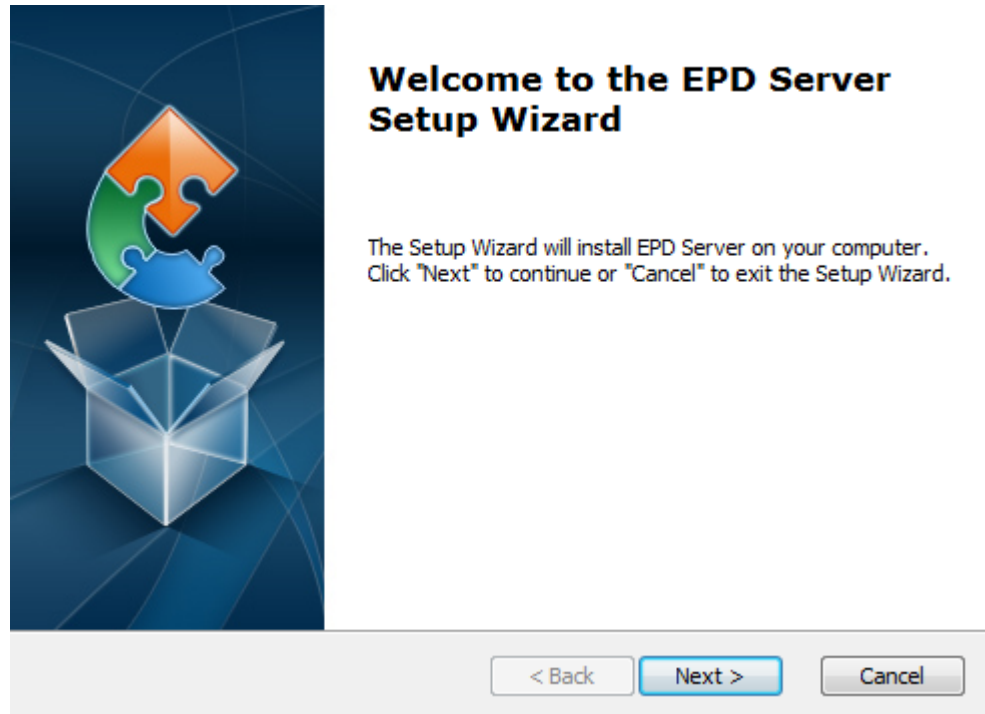 Welcome to the EPD Server
Setup Wizard
The Setup Wizard will install EPD Server on your computer.
Click "Next" to continue or "Cancel" to exit the Setup Wizard.
< Back
Next >
Cancel